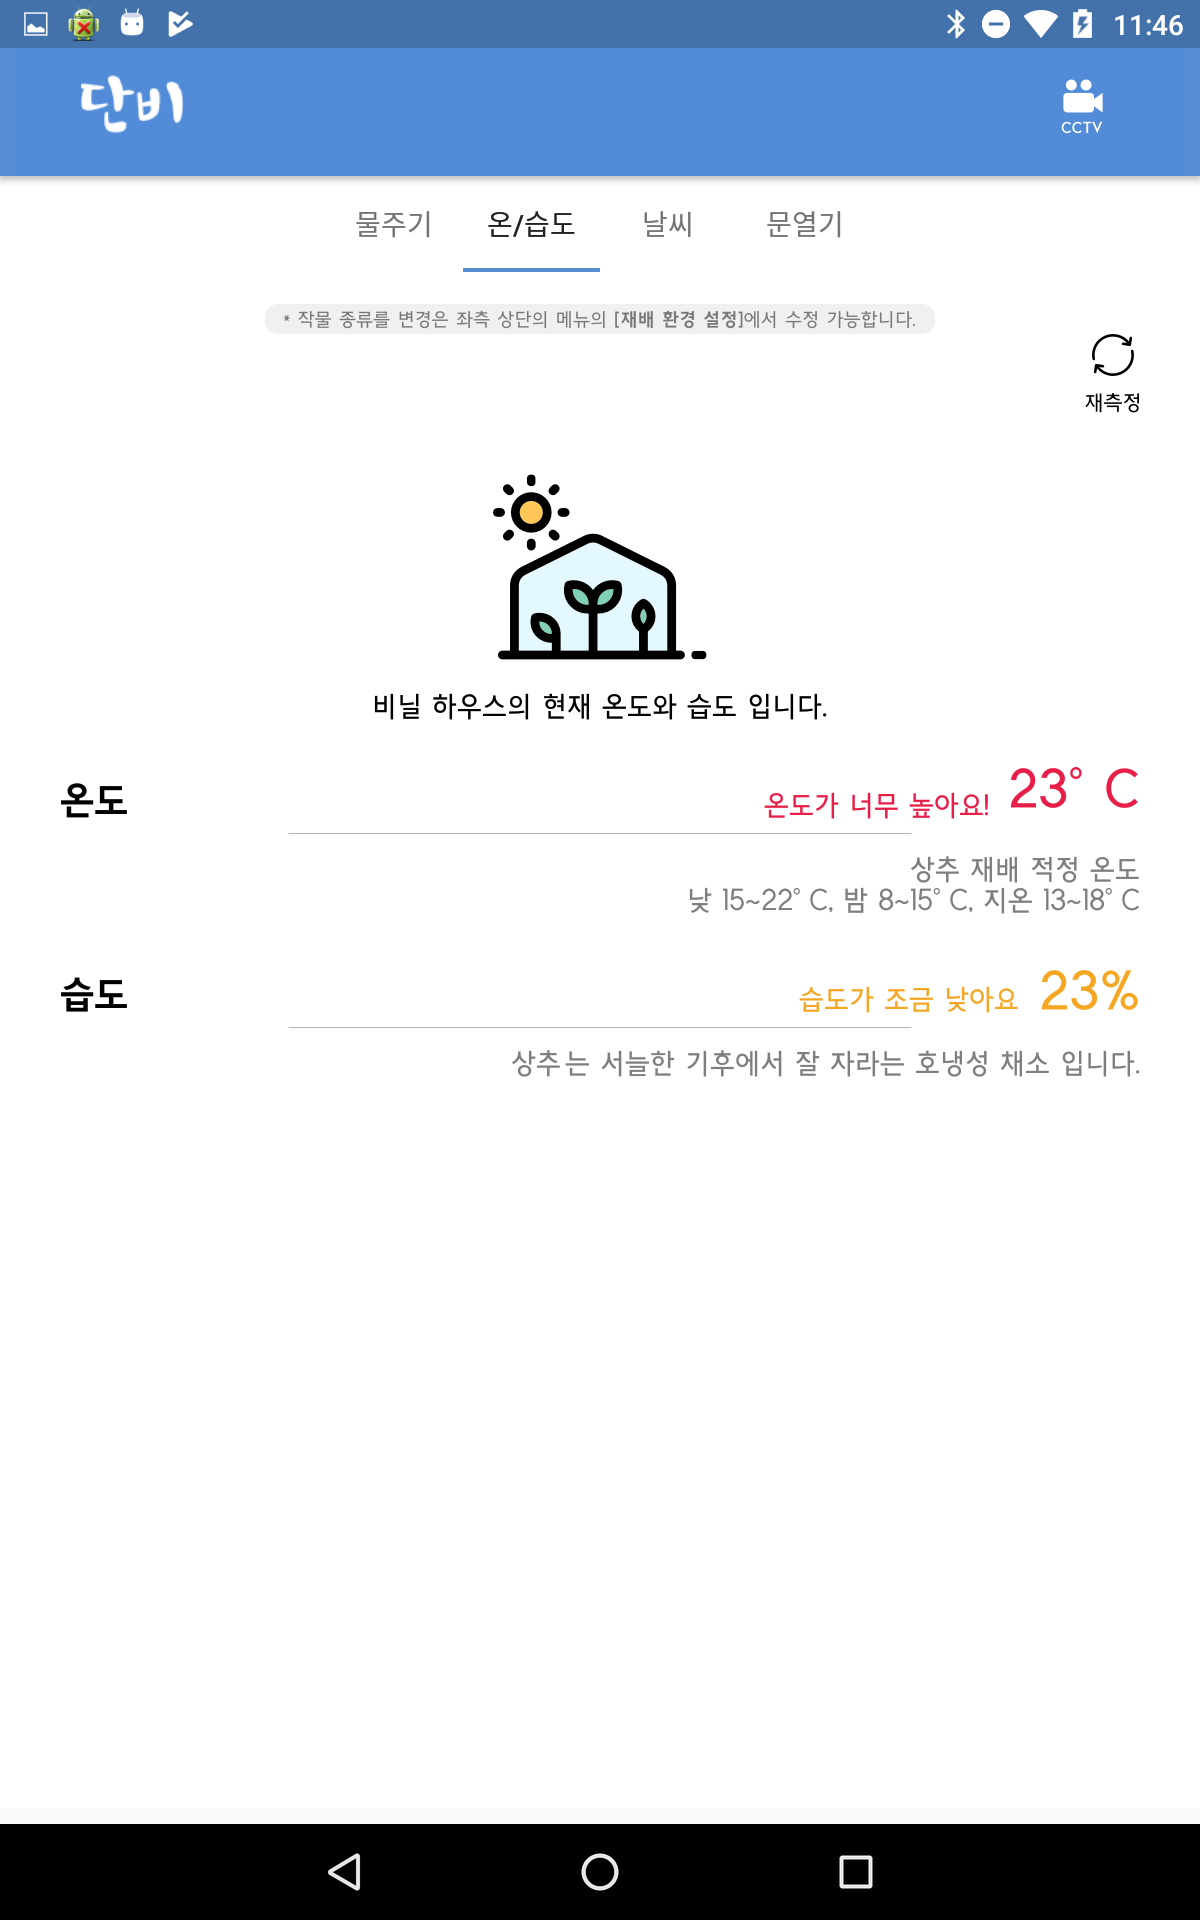 11:46
단비
CCTV
물주기 온/습도 날씨 문열기
* 작물 종류를 변경은 좌측 상단의 메뉴의 [재배 환경 설정]에서 수정 가능합니다.
재측정
비닐 하우스의 현재 온도와 습도 입니다.
온도 온도가 너무 높아요! 23° C
상추 재배 적정 온도
낮 15~22° C, 밤 8~15° C, 지온 13~18° C
습도 습도가 조금 낮아요 23%
상추 는 서늘한 기후에서 잘 자라는 호냉성 채소 입니다.